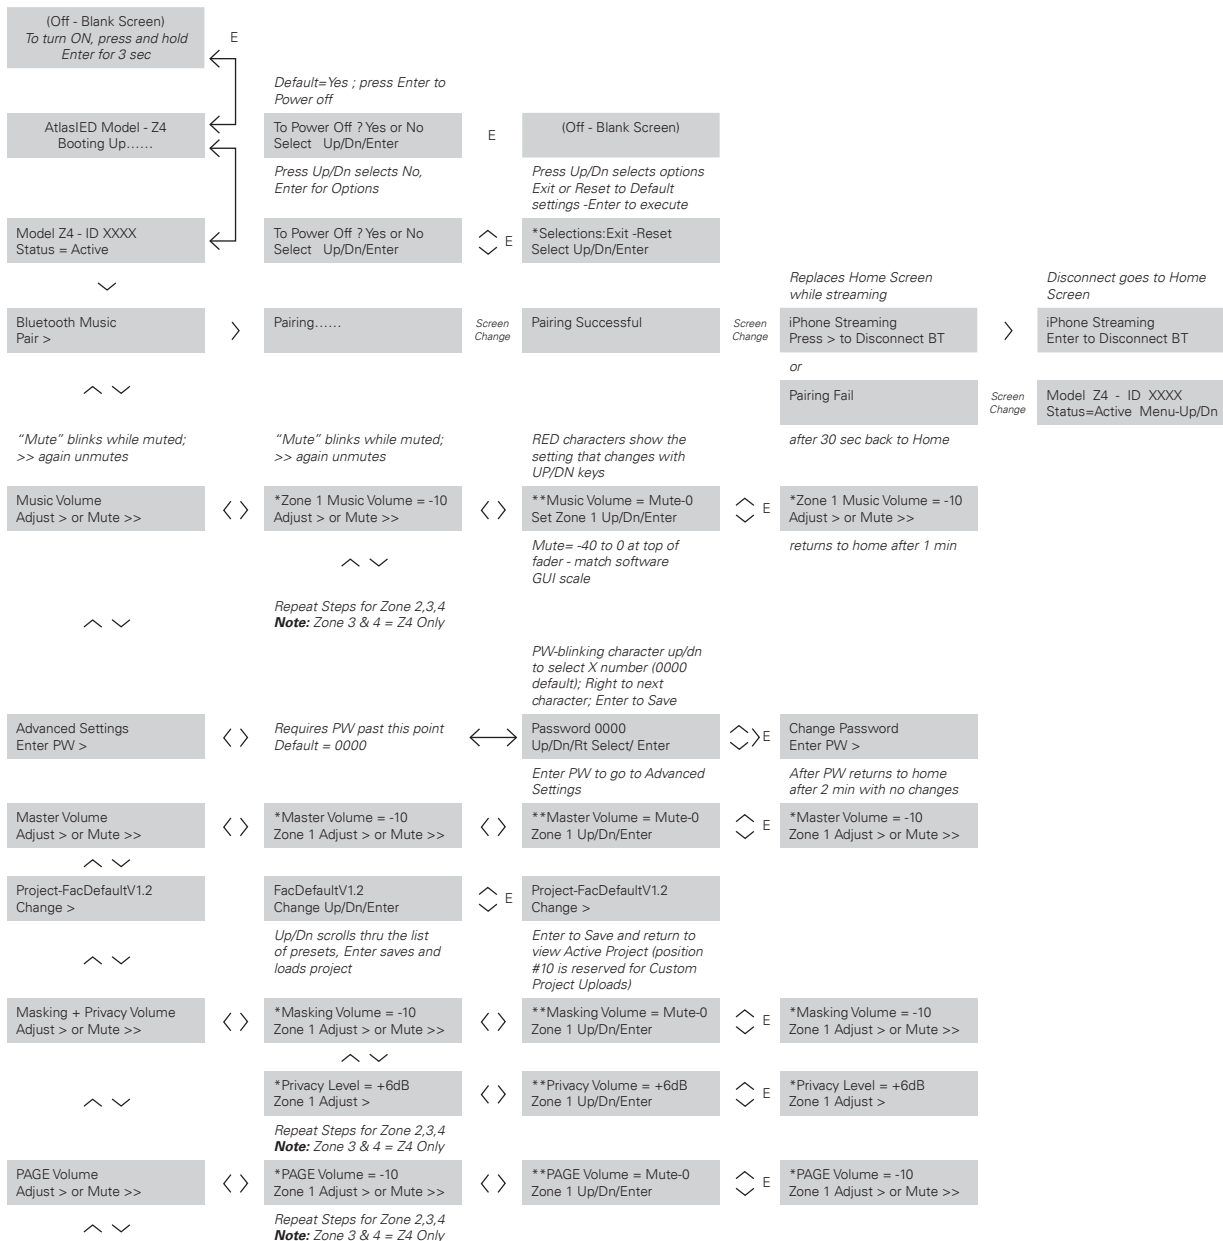 (Off - Blank Screen)
To turn ON, press and hold
Enter for 3 sec
E
Default=Yes ; press Enter to
Power off
AtlasIED Model - Z4
Booting Up……
To Power Off ? Yes or No
Select Up/Dn/Enter
E
(Off - Blank Screen)
Press Up/Dn selects No,
Enter for Options
Press Up/Dn selects options
Exit or Reset to Default
settings -Enter to execute
Model Z4 - ID XXXX
Status = Active
To Power Off ? Yes or No
Select Up/Dn/Enter
E
*Selections:Exit -Reset
Select Up/Dn/Enter
Replaces Home Screen
while streaming
Disconnect goes to Home
Screen
Bluetooth Music
Pair >
Pairing……
Screen
Change
Pairing Successful
Screen
Change
iPhone Streaming
Press > to Disconnect BT
iPhone Streaming
Enter to Disconnect BT
or
Pairing Fail
Screen
Change
Model Z4 - ID XXXX
Status=Active Menu-Up/Dn
"Mute" blinks while muted;
>> again unmutes
"Mute" blinks while muted;
>> again unmutes
RED characters show the
setting that changes with
UP/DN keys
after 30 sec back to Home
Music Volume
Adjust > or Mute >>
*Zone 1 Music Volume = -10
Adjust > or Mute >>
**Music Volume = Mute-0
Set Zone 1 Up/Dn/Enter
E
*Zone 1 Music Volume = -10
Adjust > or Mute >>
Mute= -40 to 0 at top of
fader - match software
GUI scale
returns to home after 1 min
Repeat Steps for Zone 2,3,4
Note: Zone 3 & 4 = Z4 Only
PW-blinking character up/dn
to select X number (0000
default); Right to next
character; Enter to Save
Advanced Settings
Enter PW >
Requires PW past this point
Default = 0000
Password 0000
Up/Dn/Rt Select/ Enter
E
Change Password
Enter PW >
Enter PW to go to Advanced
Settings
After PW returns to home
after 2 min with no changes
Master Volume
Adjust > or Mute >>
*Master Volume = -10
Zone 1 Adjust > or Mute >>
**Master Volume = Mute-0
Zone 1 Up/Dn/Enter
E
*Master Volume = -10
Zone 1 Adjust > or Mute >>
Project-FacDefaultV1.2
Change >
FacDefaultV1.2
Change Up/Dn/Enter
E
Project-FacDefaultV1.2
Change >
Up/Dn scrolls thru the list
of presets, Enter saves and
loads project
Enter to Save and return to
view Active Project (position
#10 is reserved for Custom
Project Uploads)
Masking + Privacy Volume
Adjust > or Mute >>
*Masking Volume = -10
Zone 1 Adjust > or Mute >>
**Masking Volume = Mute-0
Zone 1 Up/Dn/Enter
E
*Masking Volume = -10
Zone 1 Adjust > or Mute >>
*Privacy Level = +6dB
Zone 1 Adjust >
**Privacy Volume = +6dB
Zone 1 Up/Dn/Enter
E
*Privacy Level = +6dB
Zone 1 Adjust >
Repeat Steps for Zone 2,3,4
Note: Zone 3 & 4 = Z4 Only
PAGE Volume
Adjust > or Mute >>
*PAGE Volume = -10
Zone 1 Adjust > or Mute >>
**PAGE Volume = Mute-0
Zone 1 Up/Dn/Enter
E
*PAGE Volume = -10
Zone 1 Adjust > or Mute >>
Repeat Steps for Zone 2,3,4
Note: Zone 3 & 4 = Z4 Only